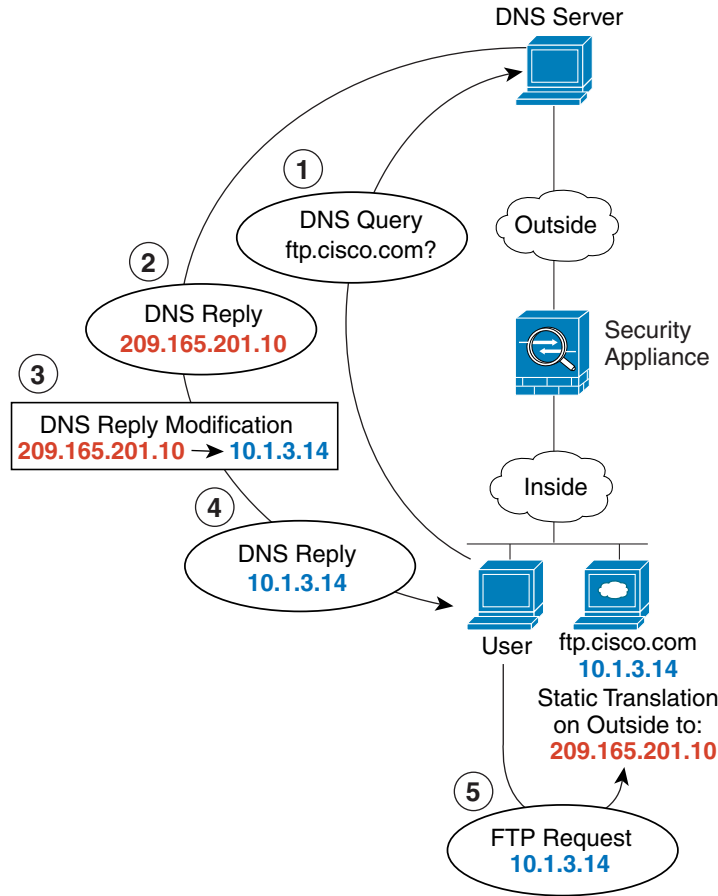 DNS Server
1
DNS Query
ftp.cisco.com?
Outside
2
DNS Reply
209.165.201.10
Security
Appliance
3
DNS Reply Modification
209.165.201.10 → 10.1.3.14
Inside
4
DNS Reply
10.1.3.14
User
ftp.cisco.com
10.1.3.14
Static Translation
on Outside to:
209.165.201.10
5
FTP Request
10.1.3.14